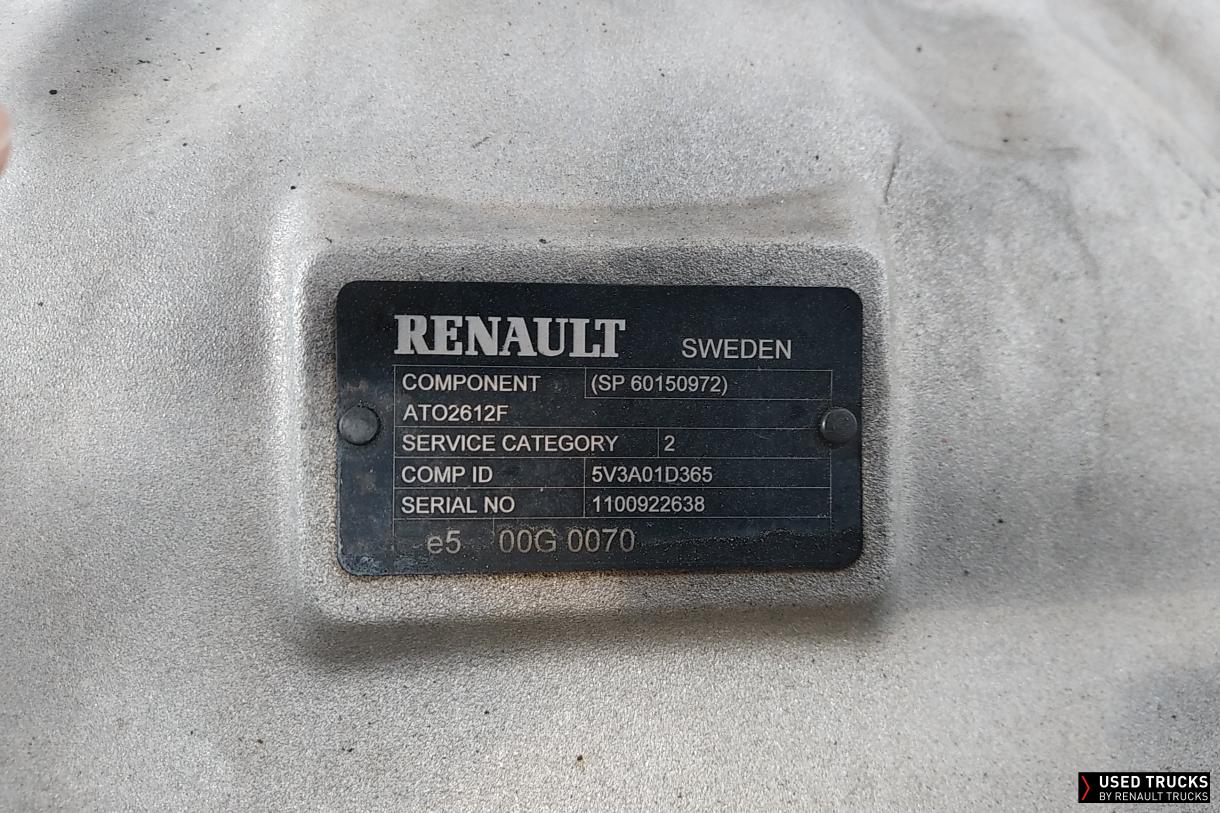 RENAULT SWEDEN
COMPONENT (SP 60150972)
ATO2612F
SERVICE CATEGORY 2
COMP ID 5V3A01D365
SERIAL NO 1100922638
e5 00G 0070
USED TRUCKS
BY RENAULT TRUCKS